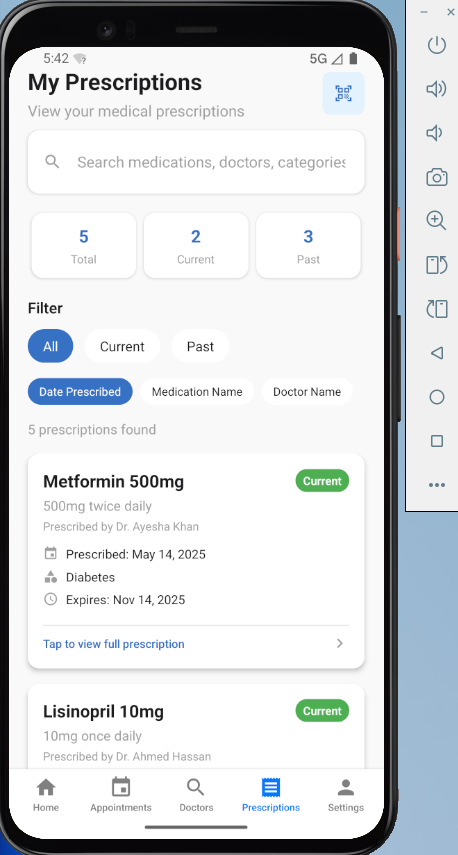 5:42
5G
My Prescriptions
View your medical prescriptions
Search medications, doctors, categories
5
Total
2
Current
3
Past
Filter
All
Current
Past
Date Prescribed
Medication Name
Doctor Name
5 prescriptions found
Metformin 500mg
Current
500mg twice daily
Prescribed by Dr. Ayesha Khan
Prescribed: May 14, 2025
Diabetes
Expires: Nov 14, 2025
Tap to view full prescription
Lisinopril 10mg
Current
10mg once daily
Prescribed by Dr. Ahmed Hassan
Home
Appointments
Doctors
Prescriptions
Settings